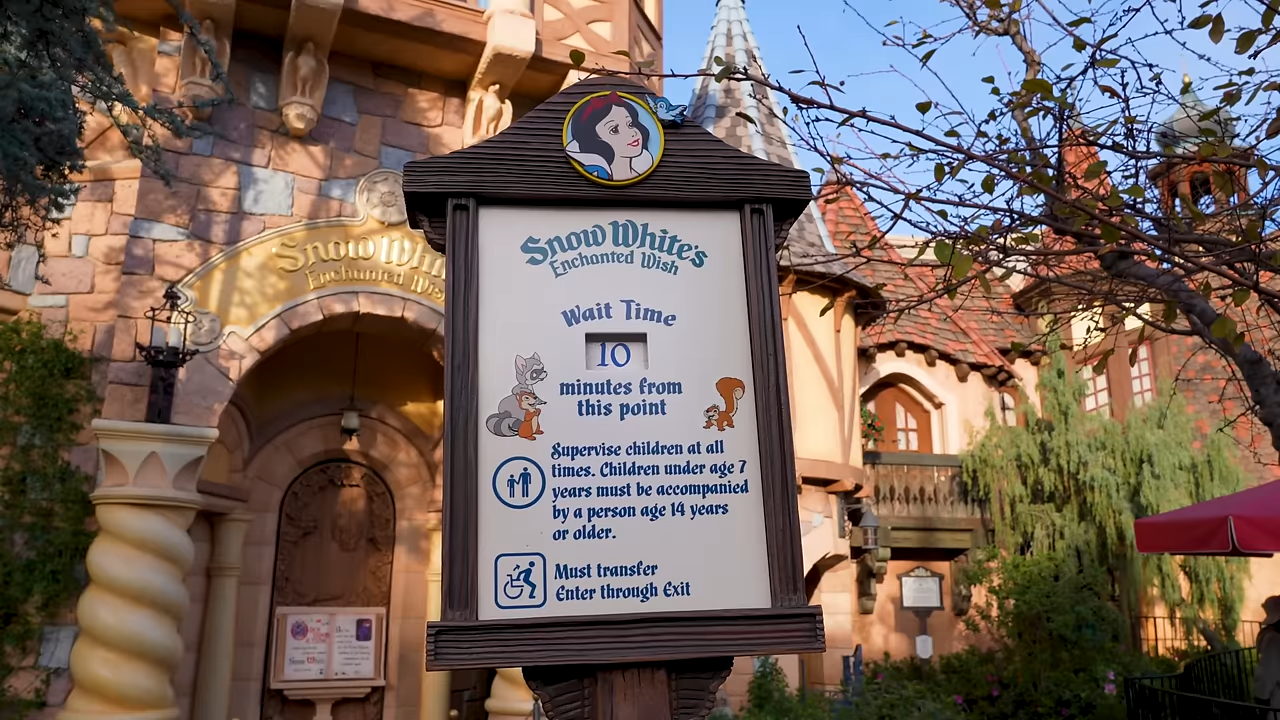 Snow White's
Enchanted Wish
Wait Time
10
minutes from
this point
Supervise children at all
times. Children under age 7
years must be accompanied
by a person age 14 years
or older.
Must transfer
Enter through Exit
Snow Whi
Enchanted Wis